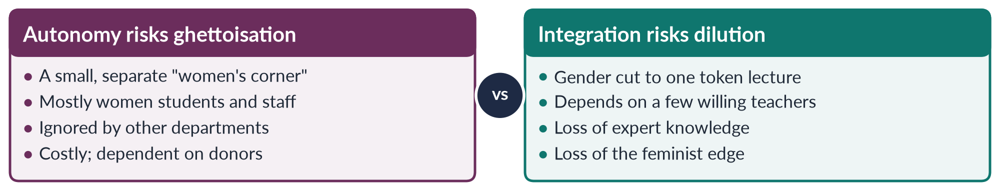 Autonomy risks ghettoisation
• A small, separate "women's corner"
• Mostly women students and staff
• Ignored by other departments
• Costly; dependent on donors
VS
Integration risks dilution
• Gender cut to one token lecture
• Depends on a few willing teachers
• Loss of expert knowledge
• Loss of the feminist edge